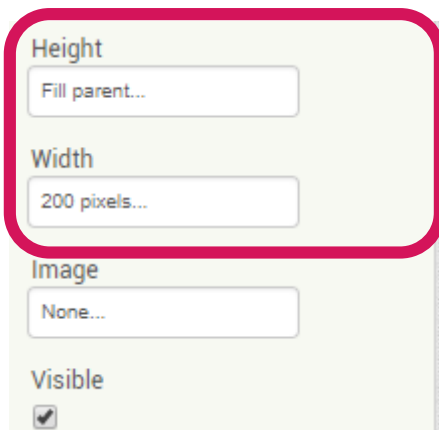 Height
Fill parent...
Width
200 pixels...
Image
None...
Visible